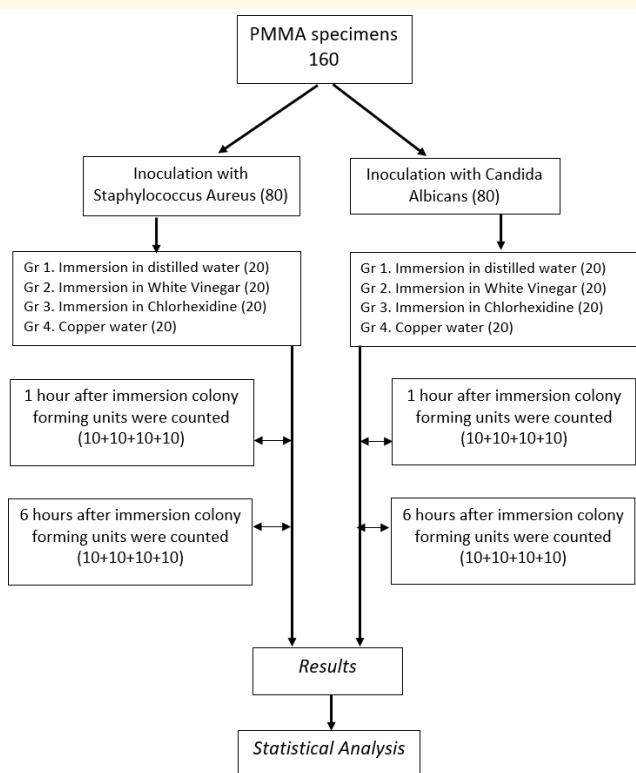 PMMA specimens
160
Inoculation with
Staphylococcus Aureus (80)
Inoculation with Candida
Albicans (80)
Gr 1. Immersion in distilled water (20)
Gr 2. Immersion in White Vinegar (20)
Gr 3. Immersion in Chlorhexidine (20)
Gr 4. Copper water (20)
Gr 1. Immersion in distilled water (20)
Gr 2. Immersion in White Vinegar (20)
Gr 3. Immersion in Chlorhexidine (20)
Gr 4. Copper water (20)
1 hour after immersion colony
forming units were counted
(10+10+10+10)
1 hour after immersion colony
forming units were counted
(10+10+10+10)
6 hours after immersion colony
forming units were counted
(10+10+10+10)
6 hours after immersion colony
forming units were counted
(10+10+10+10)
Results
Statistical Analysis